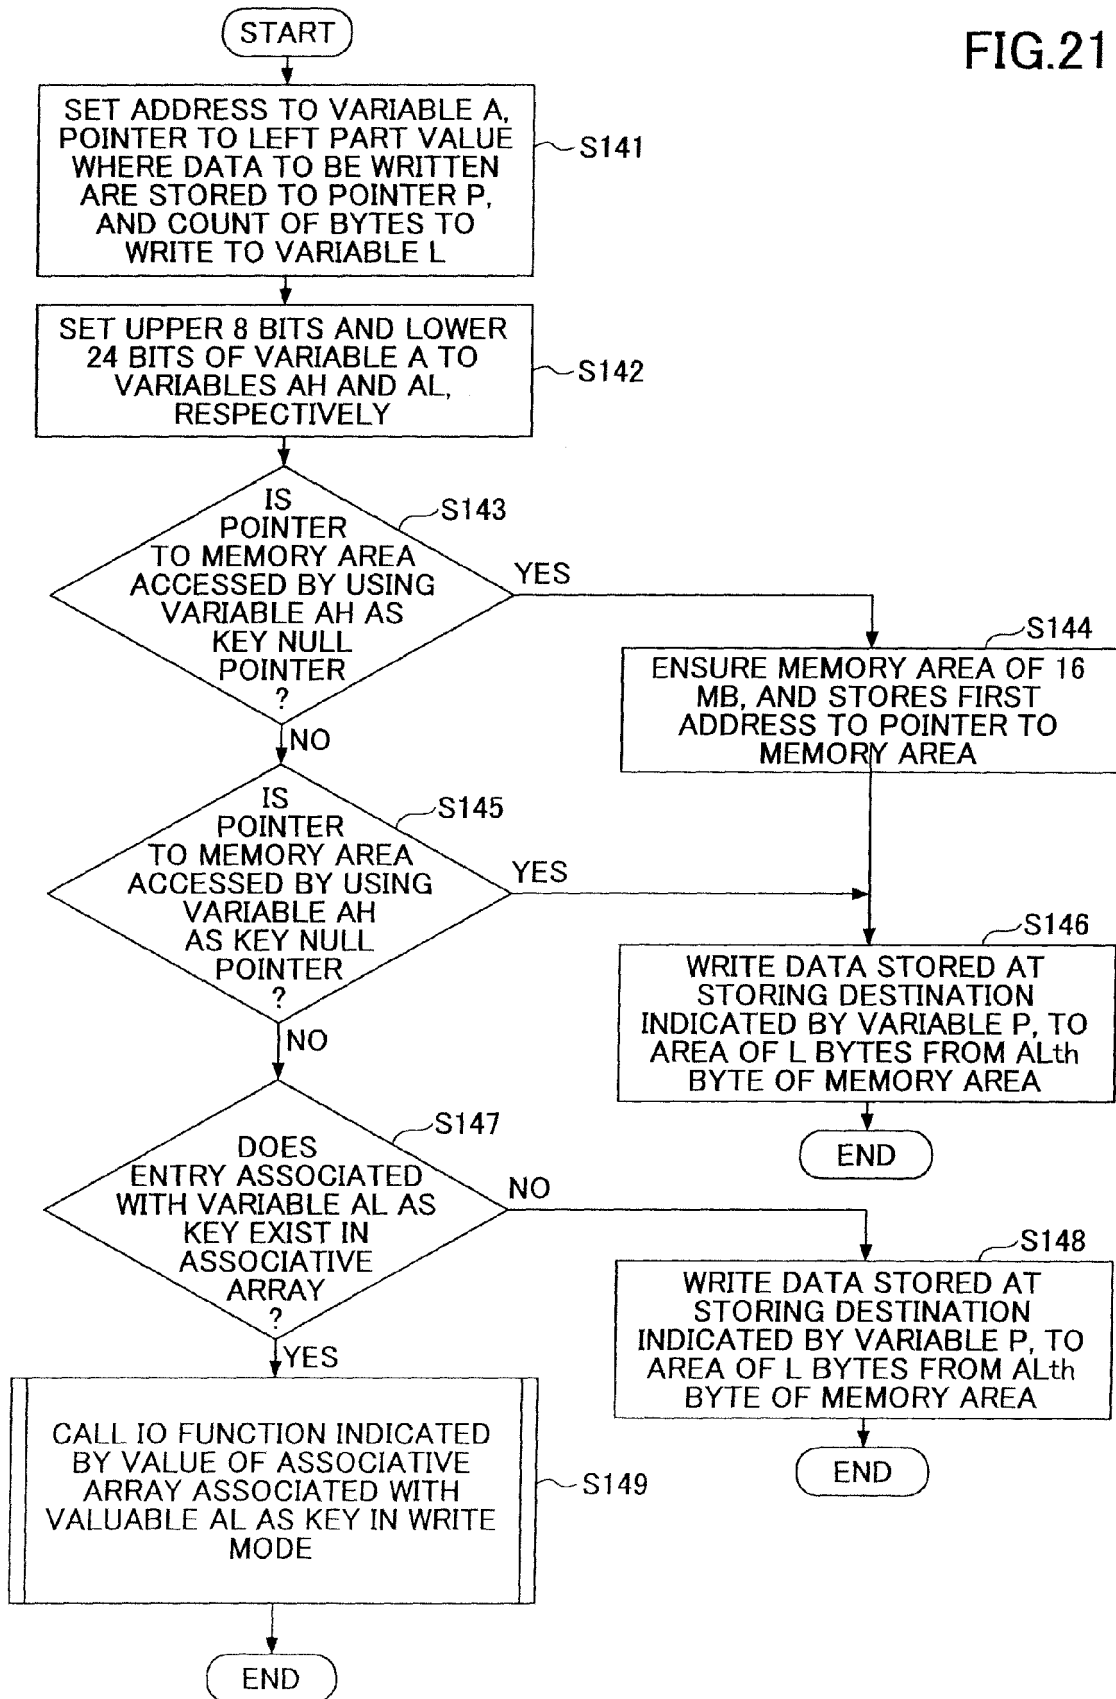 START
FIG.21
SET ADDRESS TO VARIABLE A,
POINTER TO LEFT PART VALUE
WHERE DATA TO BE WRITTEN
ARE STORED TO POINTER P,
AND COUNT OF BYTES TO
WRITE TO VARIABLE L
S141
SET UPPER 8 BITS AND LOWER
24 BITS OF VARIABLE A TO
VARIABLES AH AND AL,
RESPECTIVELY
S142
IS
POINTER
TO MEMORY AREA
ACCESSED BY USING
VARIABLE AH AS
KEY NULL
POINTER
?
S143
YES
NO
S144
ENSURE MEMORY AREA OF 16
MB, AND STORES FIRST
ADDRESS TO POINTER TO
MEMORY AREA
IS
POINTER
TO MEMORY AREA
ACCESSED BY USING
VARIABLE AH
AS KEY NULL
POINTER
?
S145
YES
NO
S146
WRITE DATA STORED AT
STORING DESTINATION
INDICATED BY VARIABLE P, TO
AREA OF L BYTES FROM ALth
BYTE OF MEMORY AREA
END
DOES
ENTRY ASSOCIATED
WITH VARIABLE AL AS
KEY EXIST IN
ASSOCIATIVE
ARRAY
?
S147
NO
YES
S148
WRITE DATA STORED AT
STORING DESTINATION
INDICATED BY VARIABLE P, TO
AREA OF L BYTES FROM ALth
BYTE OF MEMORY AREA
END
CALL IO FUNCTION INDICATED
BY VALUE OF ASSOCIATIVE
ARRAY ASSOCIATED WITH
VALUABLE AL AS KEY IN WRITE
MODE
S149
END